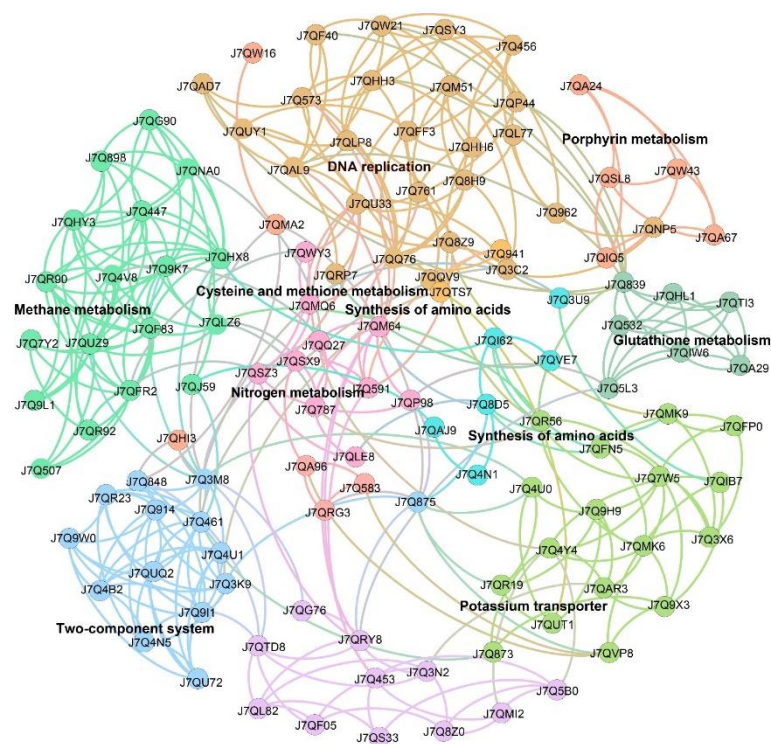 J7QW21
J7QSY3
J7QF40
J7Q456
J7QW16
J7QHH3
J7QAD7
J7QM51
J7QA24
J7Q573
J7QP44
J7QG90
J7QUY1
J7QFF3
J7QL77
J7QLP8
J7QHH6
Porphyrin metabolism
J7Q898
J7QNA0
J7QAL9
DNA replication
J7QSL8
J7QW43
J7Q8H9
J7Q761
J7QU33
J7QHY3
J7Q447
J7QMA2
J7Q962
J7QNP5
J7QA67
J7Q8Z9
J7QWY3
J7QQ76
J7Q941
J7QIQ5
J7QHX8
J7QR90
J7Q4V8
J7Q9K7
J7QRP7
J7QQV9
J7Q3C2
J7Q839
Cysteine and methione metabolism
J7QTS7
J7Q3U9
J7QHL1
J7QTI3
Methane metabolism
J7QMQ6
Synthesis of amino acids
J7QF83
J7QLZ6
J7QM64
J7Q532
J7Q7Y2
J7QUZ9
J7QQ27
J7QI62
Glutathione metabolism
J7QIW6
J7QSX9
J7QVE7
J7QA29
J7QSZ3
J7QFR2
J7QJ59
Nitrogen metabolism
J7Q591
J7Q5L3
J7Q9L1
J7Q787
J7QP98
J7Q8D5
J7QMK9
J7QR56
J7QFP0
J7QR92
J7QAJ9
Synthesis of amino acids
J7QHI3
J7QFN5
J7QLE8
J7Q507
J7QA96
J7Q4N1
J7Q7W5
J7Q848
J7Q3M8
J7QIB7
J7Q583
J7Q4U0
J7QR23
J7Q875
J7Q914
J7QRG3
J7Q9H9
J7Q461
J7Q9W0
J7Q3X6
J7Q4U1
J7Q4Y4
J7QMK6
J7QUQ2
J7Q4B2
J7Q3K9
J7QR19
J7QAR3
J7Q9X3
Potassium transporter
J7Q9I1
J7QG76
J7QUT1
Two-component system
J7Q4N5
J7QTD8
J7QRY8
J7Q873
J7QVP8
J7QU72
J7Q3N2
J7Q453
J7Q5B0
J7QL82
J7QMI2
J7QF05
J7QS33
J7Q8Z0